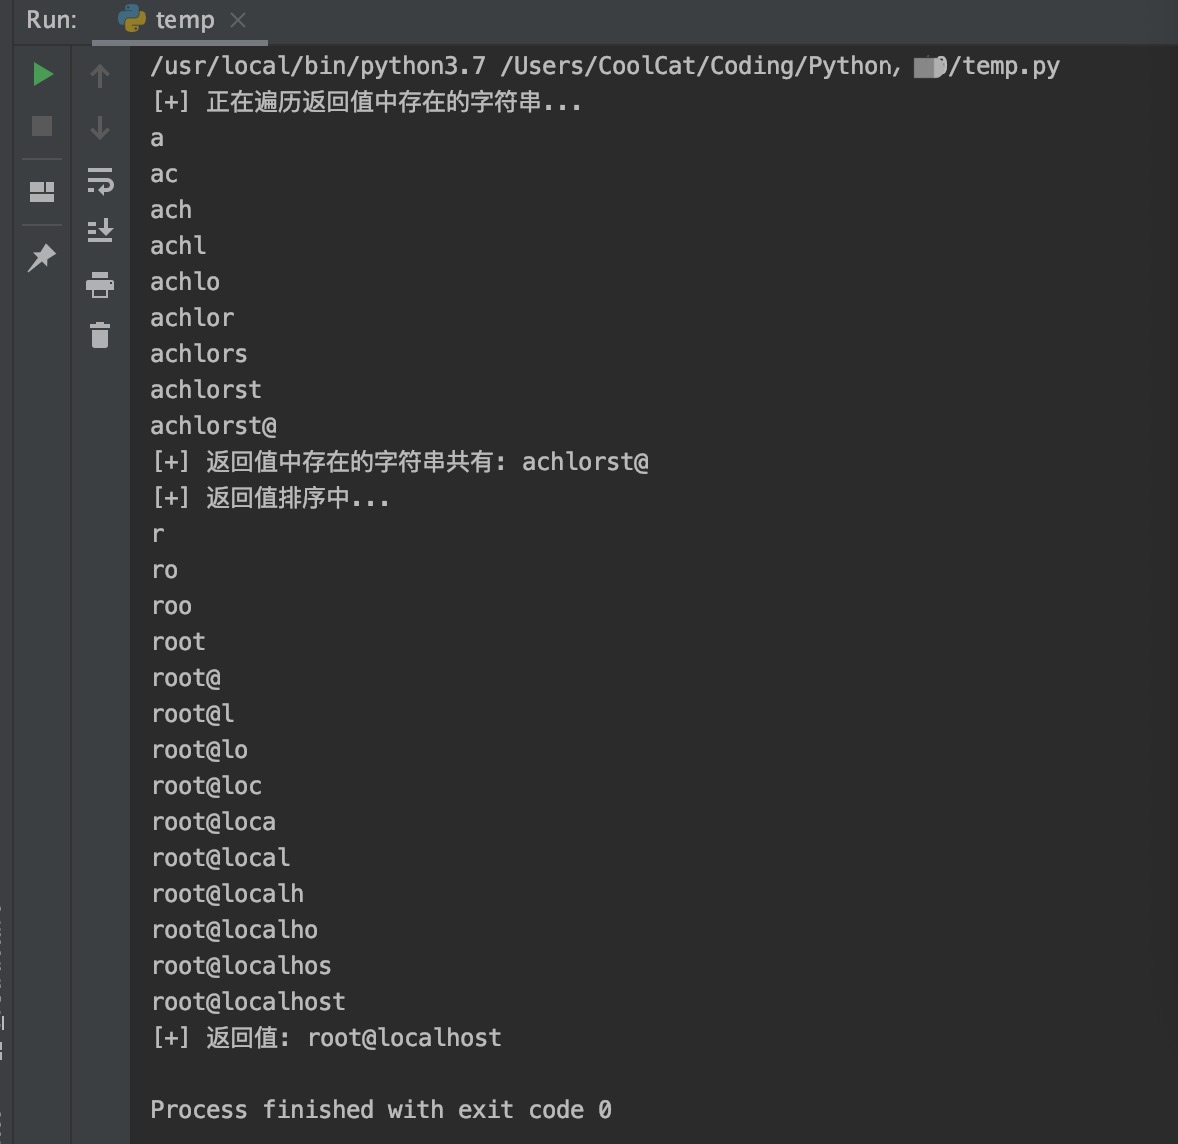 Run: temp
/usr/local/bin/python3.7 /Users/CoolCat/Coding/Python, /temp.py
[+] 正在遍历返回值中存在的字符串...
a
ac
ach
achl
achlo
achlor
achlors
achlorst
achlorst@
[+] 返回值中存在的字符串共有: achlorst@
[+] 返回值排序中...
r
ro
roo
root
root@
root@l
root@lo
root@loc
root@loca
root@local
root@localh
root@localho
root@localhos
root@localhost
[+] 返回值: root@localhost
Process finished with exit code 0